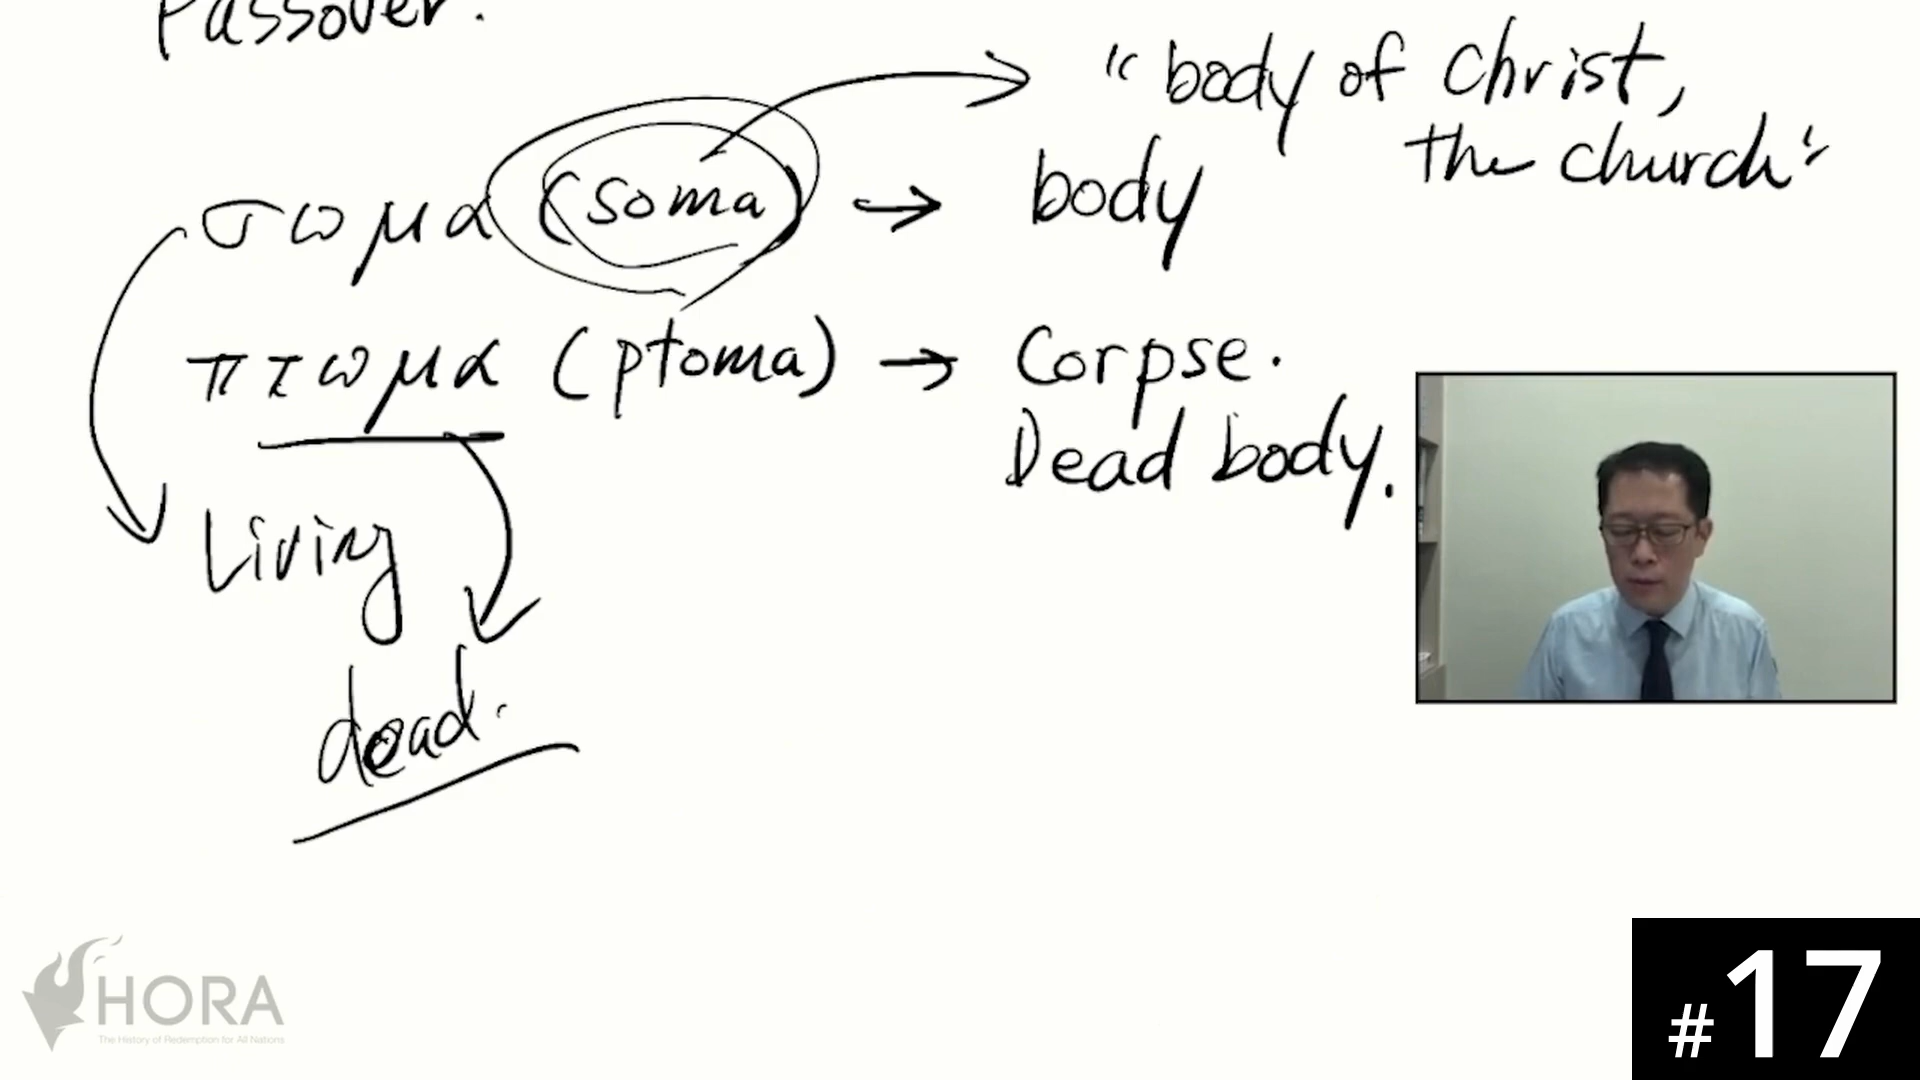 Passover.
"body of Christ,
the church"
σωμα (soma) → body
πτωμα (ptoma) → Corpse.
Dead body.
Living
dead.
HORA
The History of Redemption for All Nations
#17